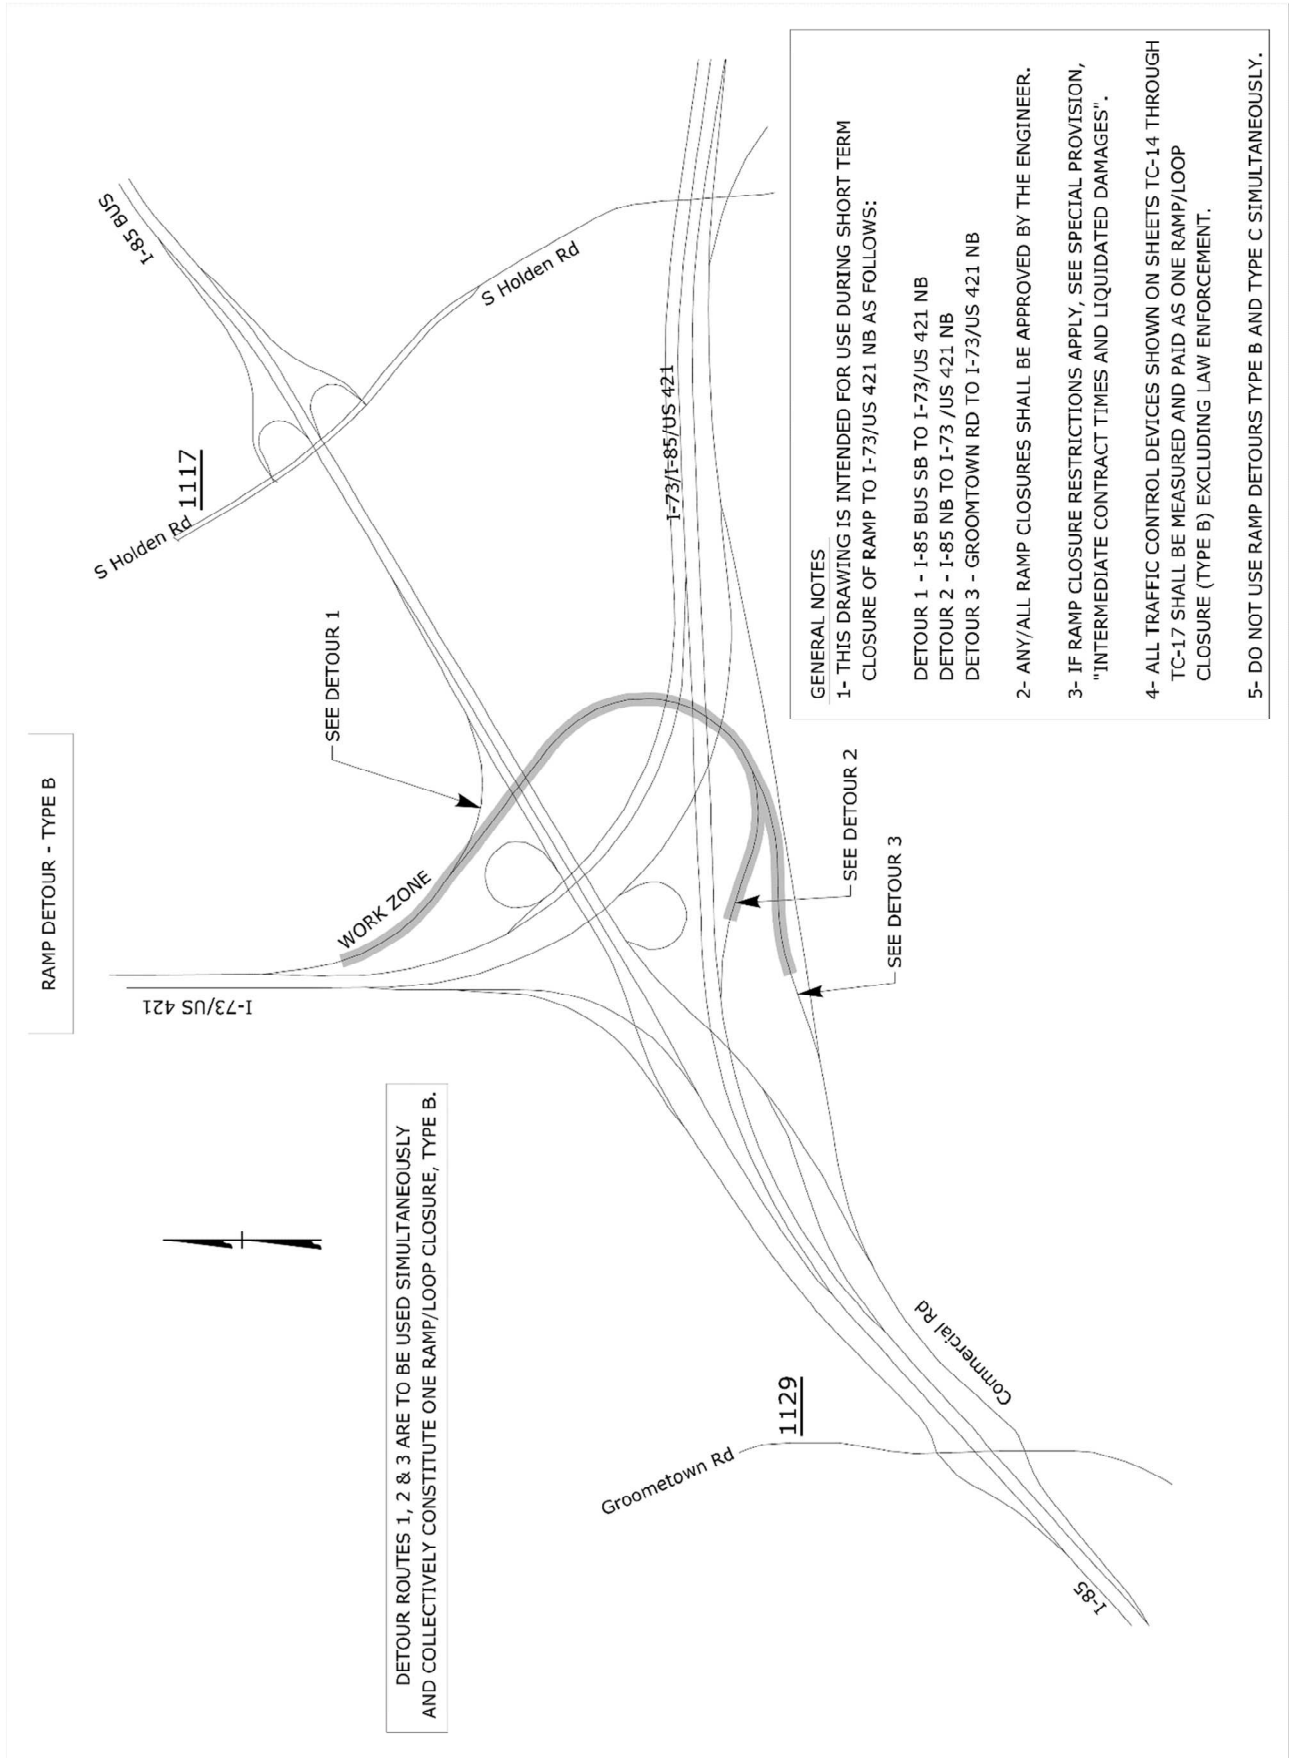 RAMP DETOUR - TYPE B
DETOUR ROUTES 1, 2 & 3 ARE TO BE USED SIMULTANEOUSLY
AND COLLECTIVELY CONSTITUTE ONE RAMP/LOOP CLOSURE, TYPE B.
I-73/US 421
WORK ZONE
SEE DETOUR 1
S Holden Rd
1117
I-85 BUS
S Holden Rd
I-73/I-85/US 421
SEE DETOUR 2
SEE DETOUR 3
Groometown Rd
1129
Commercial Rd
I-85
GENERAL NOTES
1- THIS DRAWING IS INTENDED FOR USE DURING SHORT TERM
CLOSURE OF RAMP TO I-73/US 421 NB AS FOLLOWS:
DETOUR 1 - I-85 BUS SB TO I-73/US 421 NB
DETOUR 2 - I-85 NB TO I-73 /US 421 NB
DETOUR 3 - GROOMTOWN RD TO I-73/US 421 NB
2- ANY/ALL RAMP CLOSURES SHALL BE APPROVED BY THE ENGINEER.
3- IF RAMP CLOSURE RESTRICTIONS APPLY, SEE SPECIAL PROVISION,
"INTERMEDIATE CONTRACT TIMES AND LIQUIDATED DAMAGES".
4- ALL TRAFFIC CONTROL DEVICES SHOWN ON SHEETS TC-14 THROUGH
TC-17 SHALL BE MEASURED AND PAID AS ONE RAMP/LOOP
CLOSURE (TYPE B) EXCLUDING LAW ENFORCEMENT.
5- DO NOT USE RAMP DETOURS TYPE B AND TYPE C SIMULTANEOUSLY.